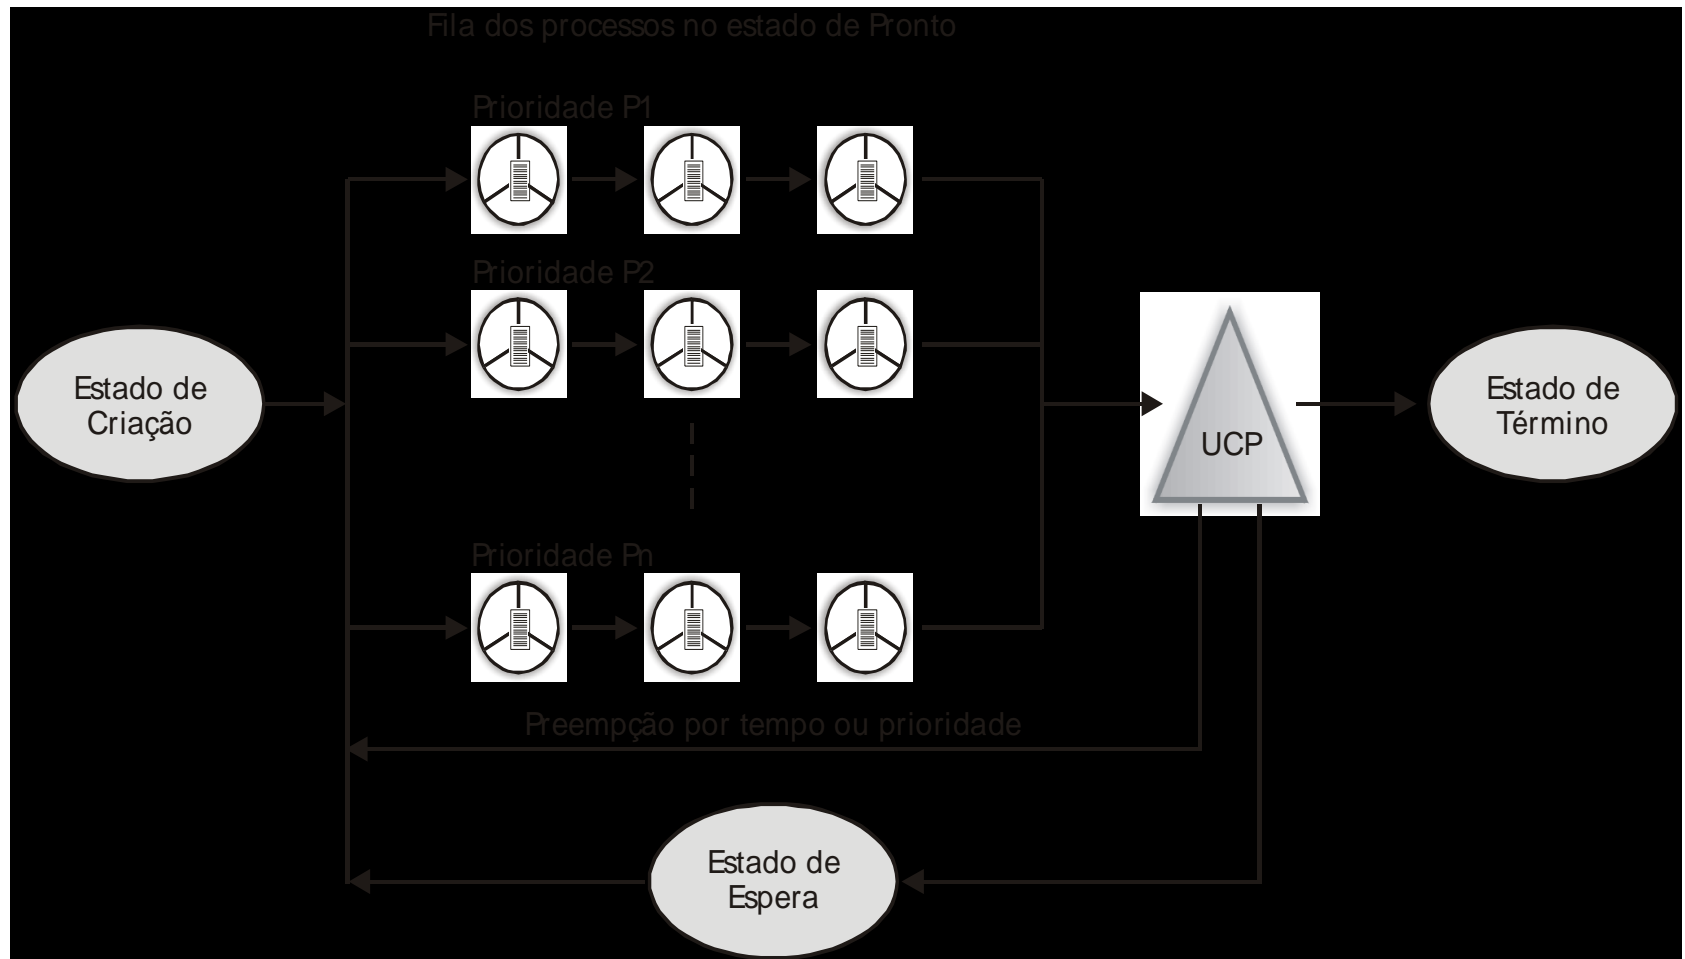 Fila dos processos no estado de Pronto
Prioridade P1
Prioridade P2
Estado de
Criação
UCP
Estado de
Término
Prioridade Pn
Preempção por tempo ou prioridade
Estado de
Espera